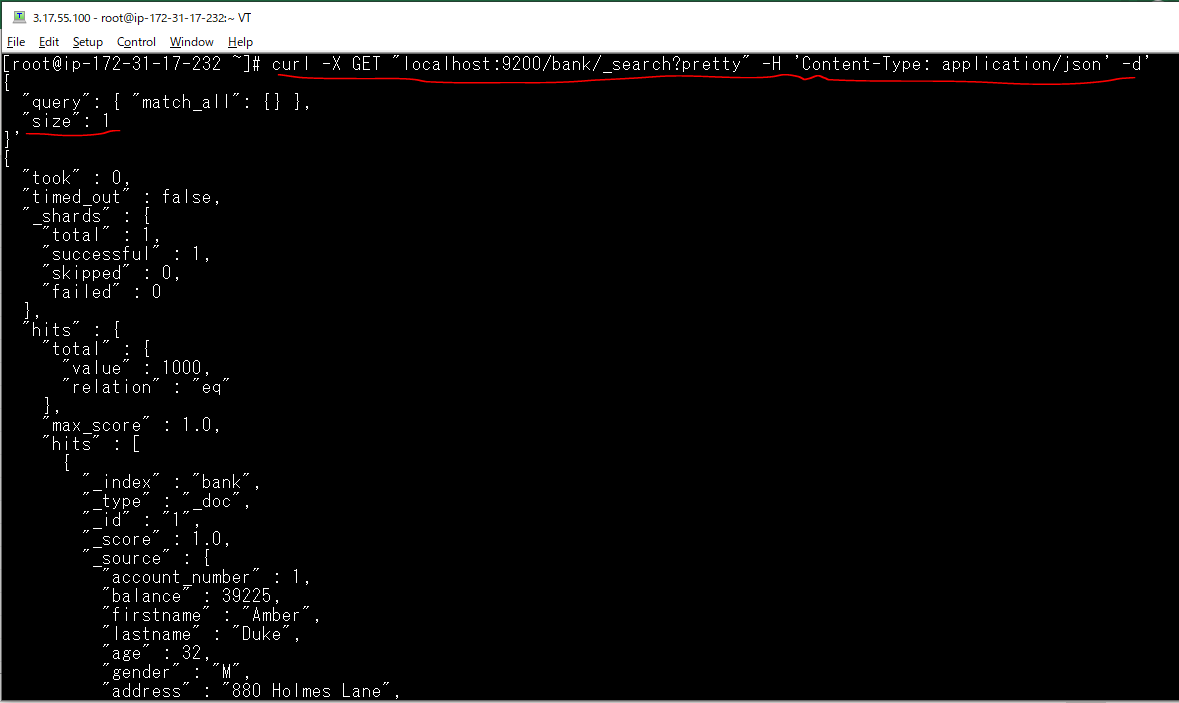 3.17.55.100 - root@ip-172-31-17-232:~ VT
File Edit Setup Control Window Help
[root@ip-172-31-17-232 ~]# curl -X GET "localhost:9200/bank/_search?pretty" -H 'Content-Type: application/json' -d'
{
  "query": { "match_all": {} },
  "size": 1
}'
{
  "took" : 0,
  "timed_out" : false,
  "_shards" : {
    "total" : 1,
    "successful" : 1,
    "skipped" : 0,
    "failed" : 0
  },
  "hits" : {
    "total" : {
      "value" : 1000,
      "relation" : "eq"
    },
    "max_score" : 1.0,
    "hits" : [
      {
        "_index" : "bank",
        "_type" : "_doc",
        "_id" : "1",
        "_score" : 1.0,
        "_source" : {
          "account_number" : 1,
          "balance" : 39225,
          "firstname" : "Amber",
          "lastname" : "Duke",
          "age" : 32,
          "gender" : "M",
          "address" : "880 Holmes Lane",